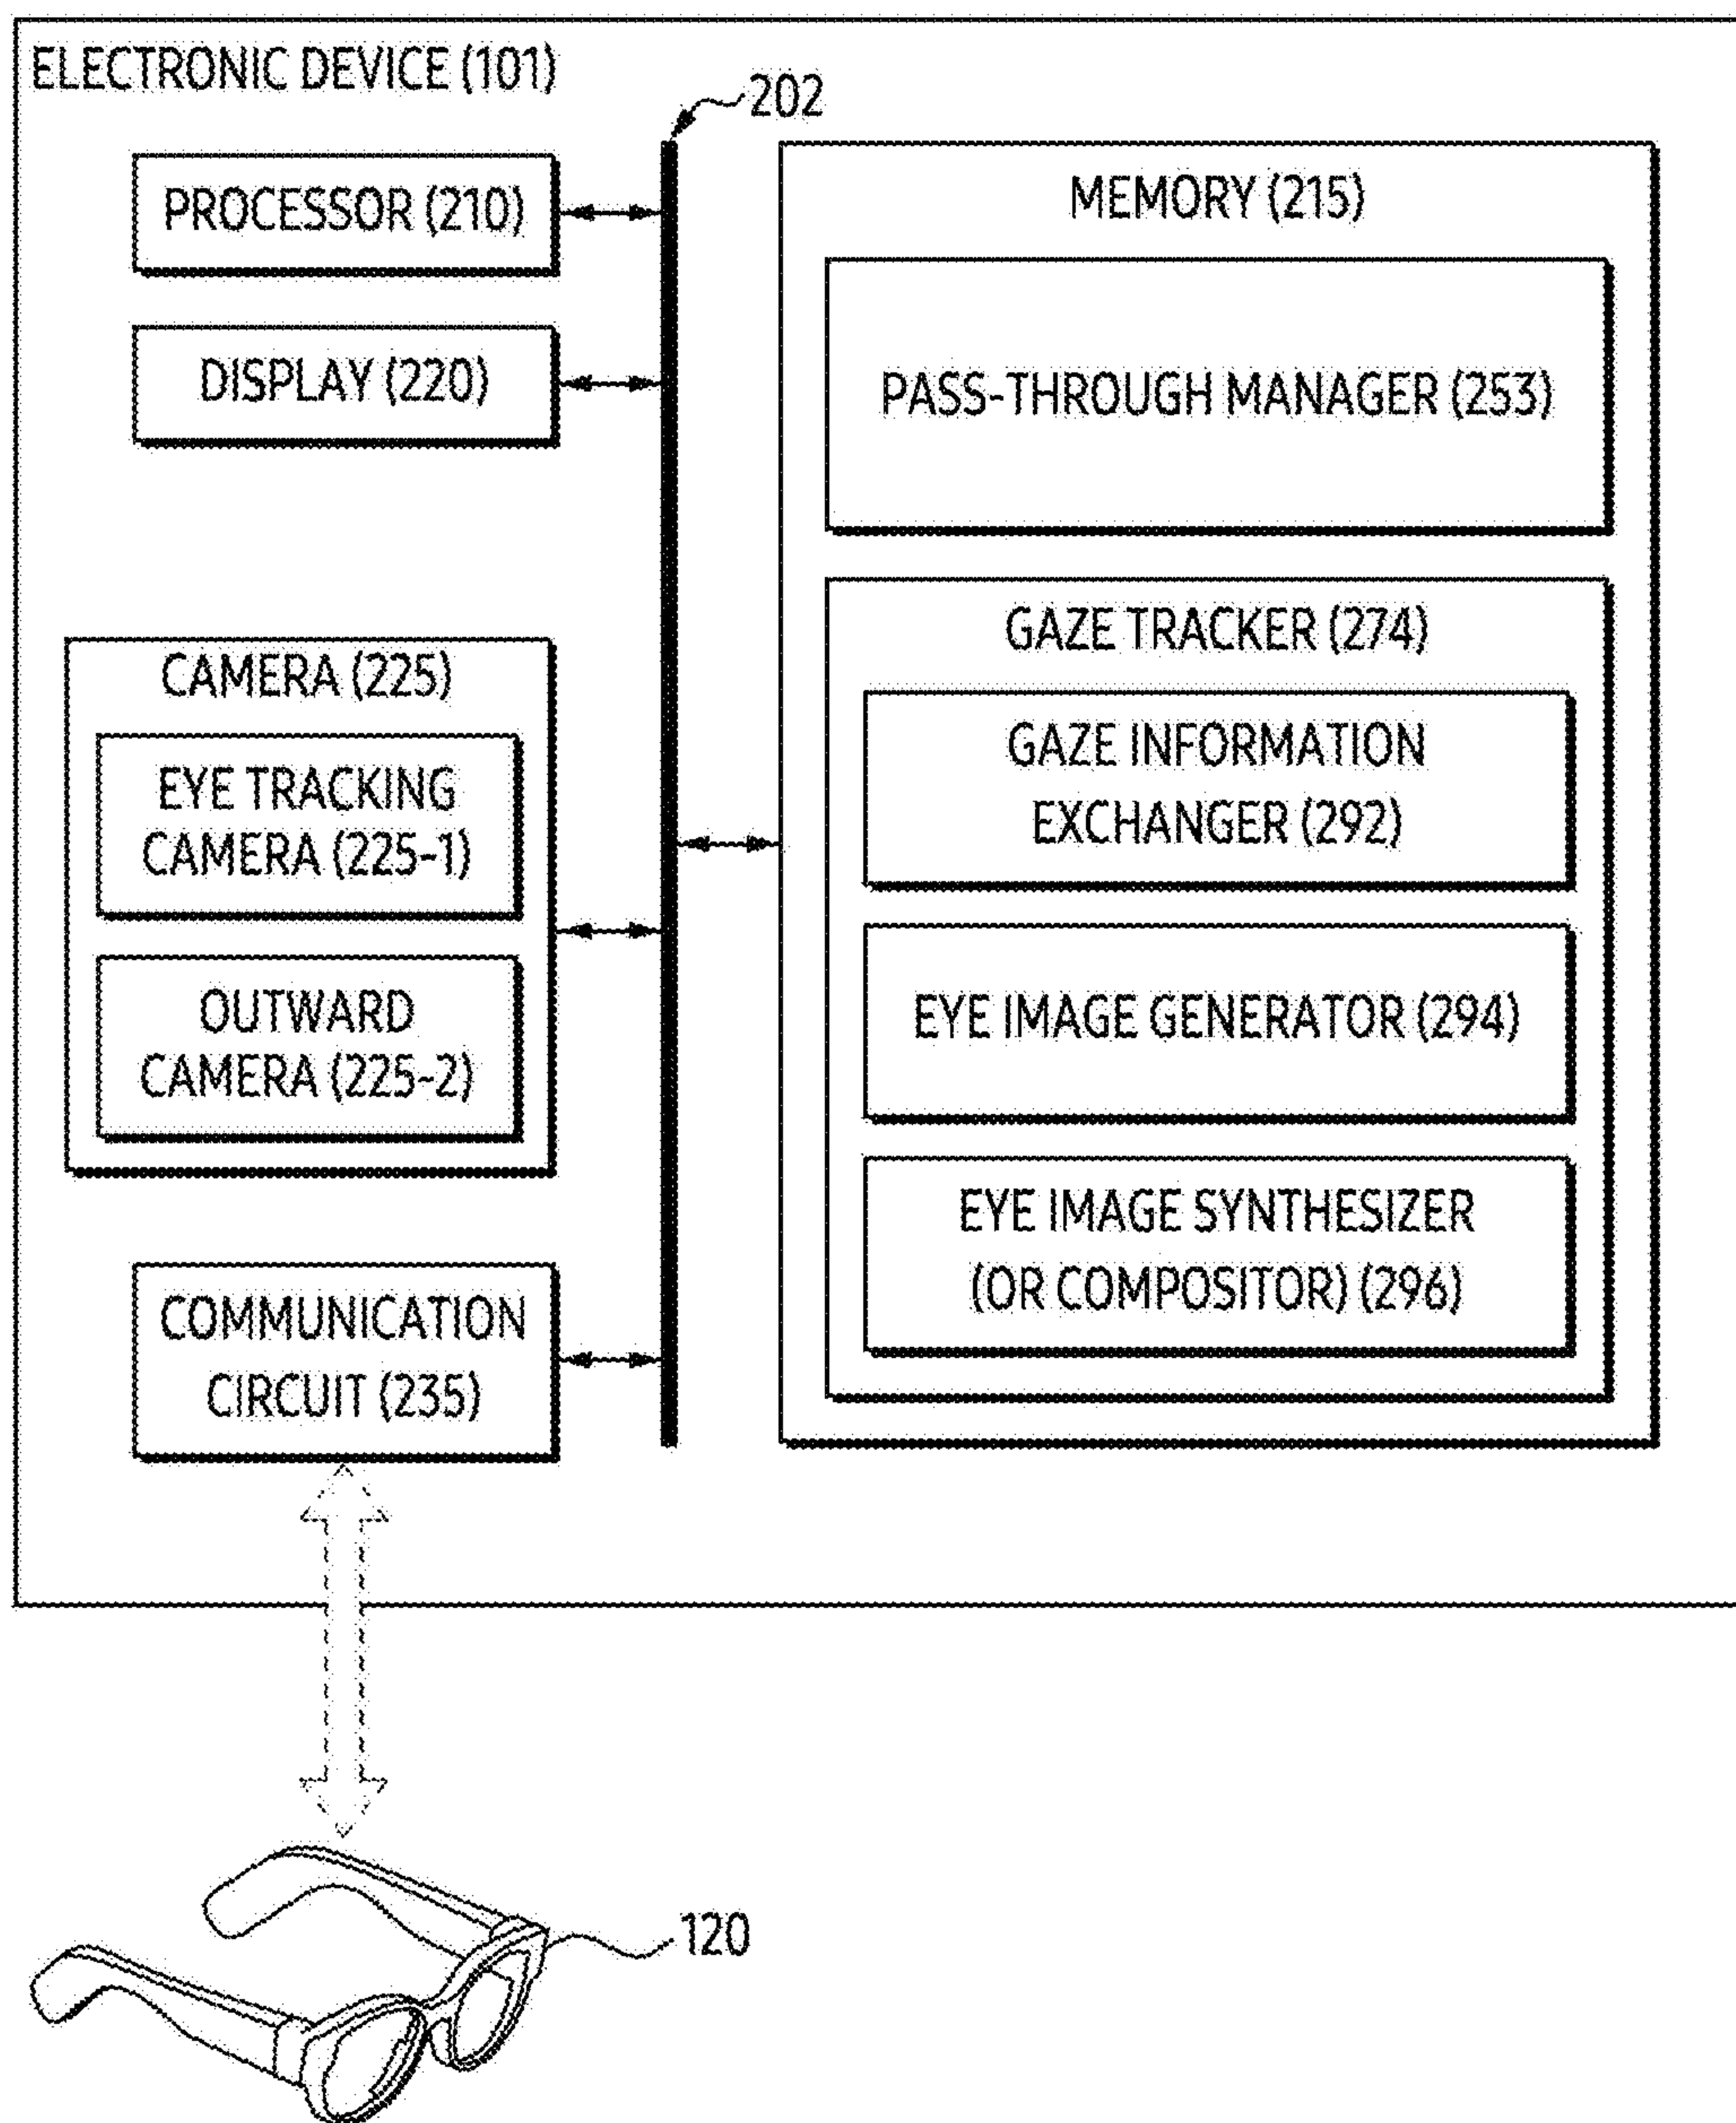 ELECTRONIC DEVICE (101)
202
PROCESSOR (210)
DISPLAY (220)
CAMERA (225)
EYE TRACKING
CAMERA (225-1)
OUTWARD
CAMERA (225-2)
COMMUNICATION
CIRCUIT (235)
MEMORY (215)
PASS-THROUGH MANAGER (253)
GAZE TRACKER (274)
GAZE INFORMATION
EXCHANGER (292)
EYE IMAGE GENERATOR (294)
EYE IMAGE SYNTHESIZER
(OR COMPOSITOR) (296)
120